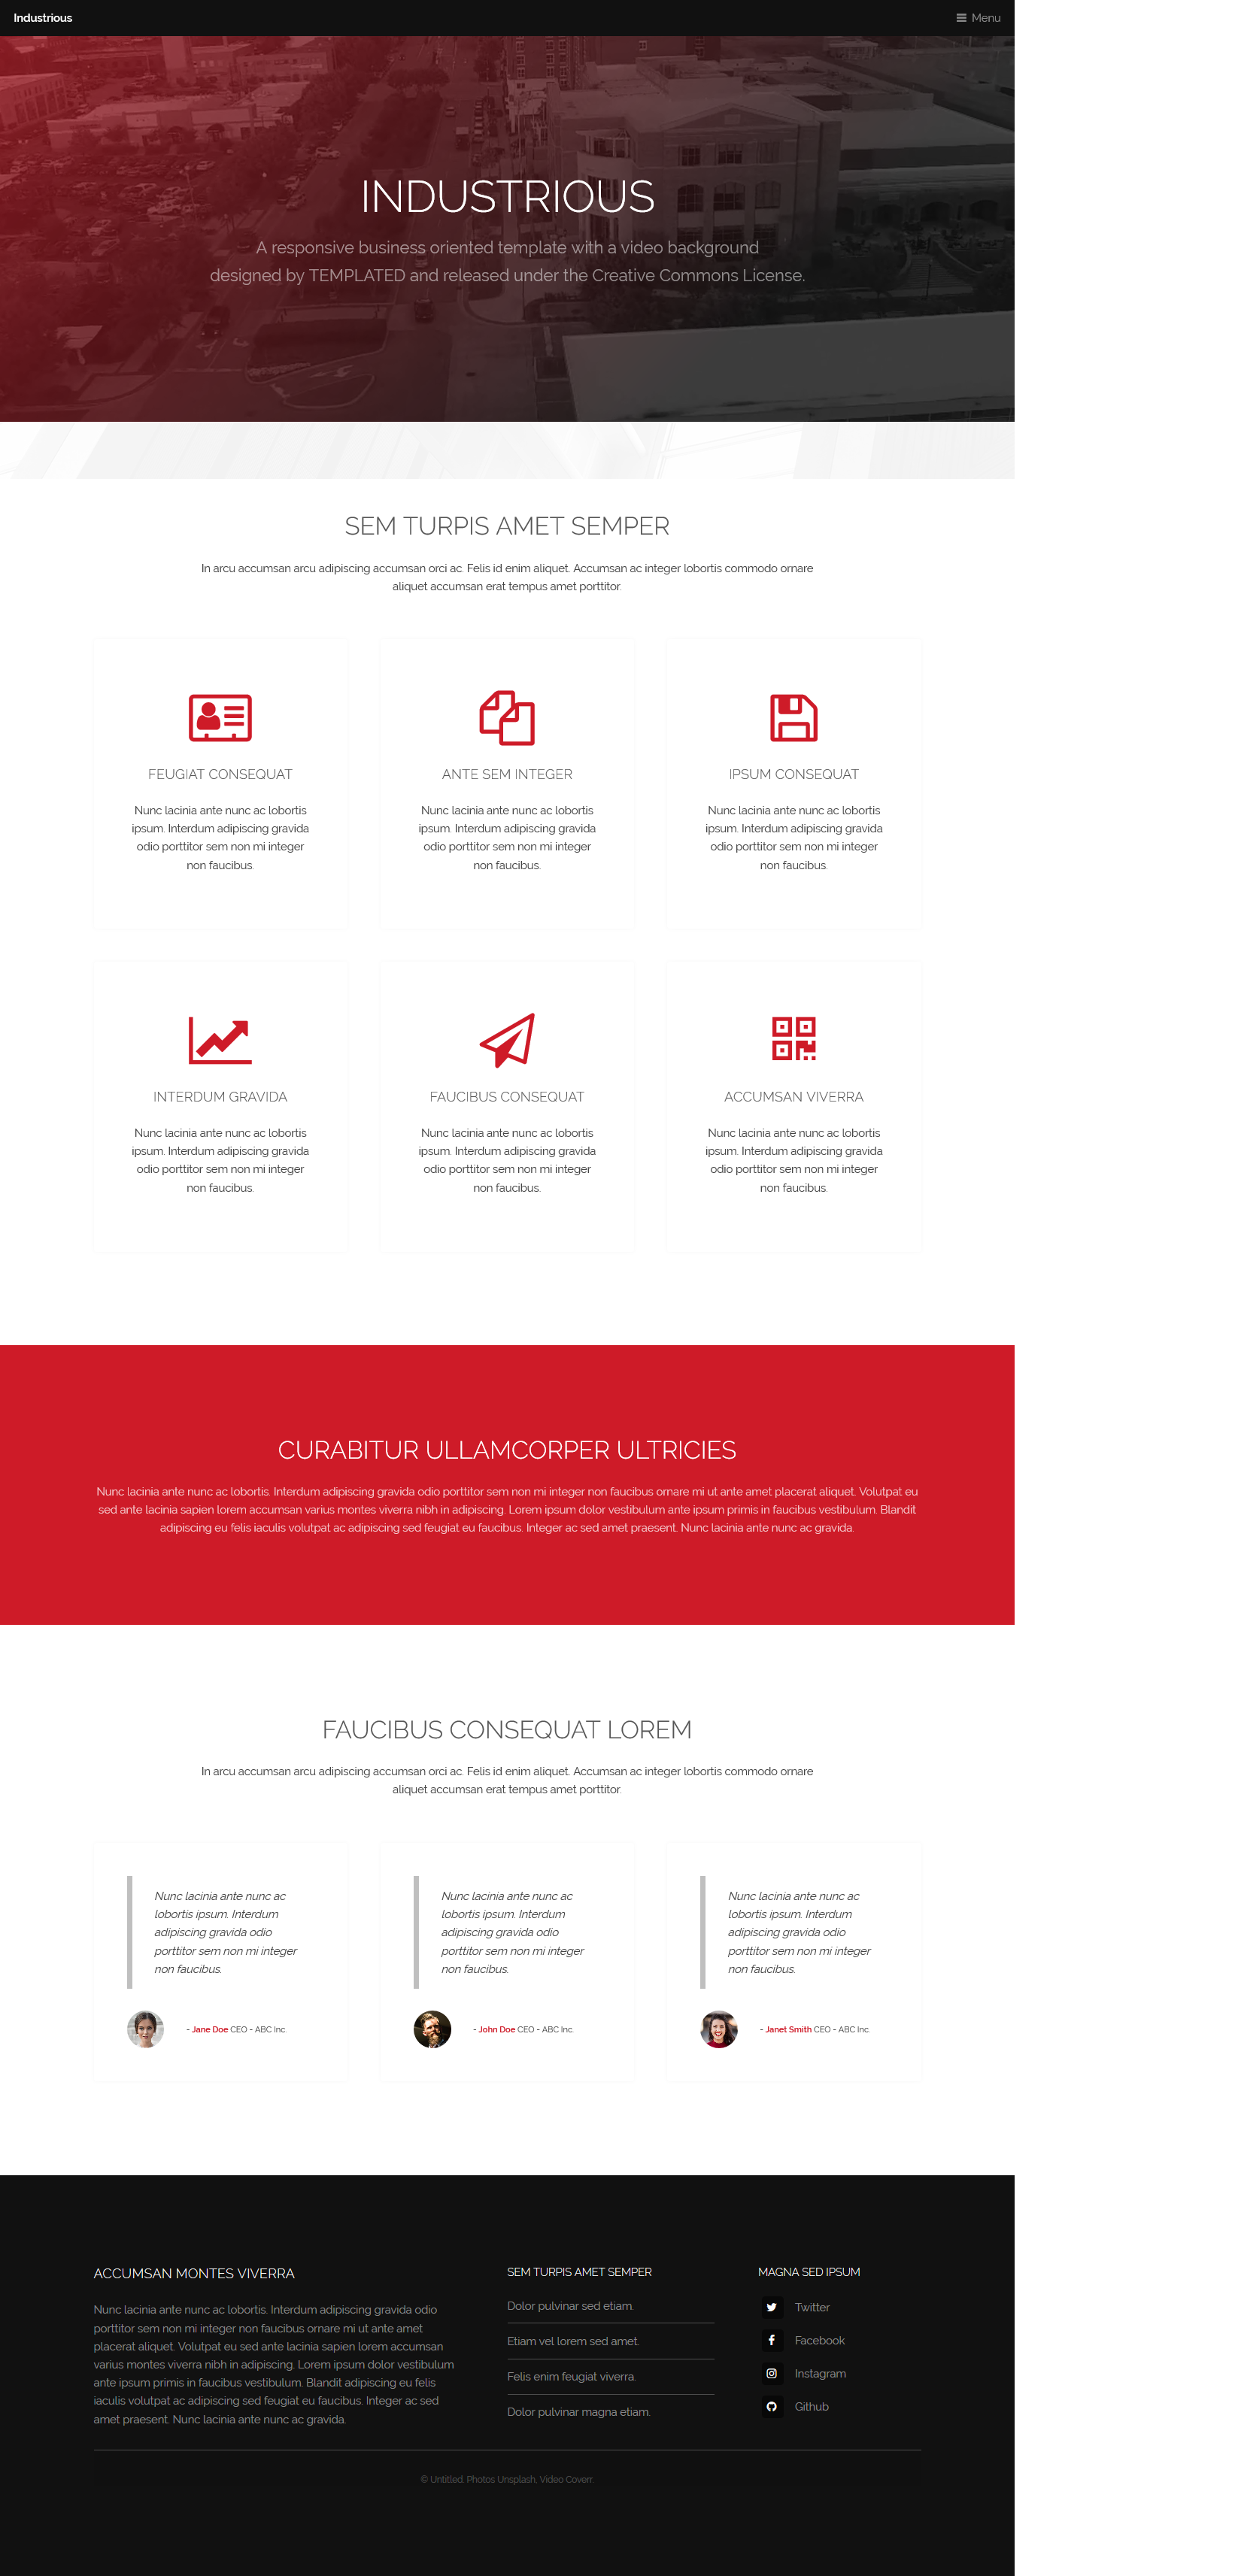 Industrious
Menu
INDUSTRIOUS
A responsive business oriented template with a video background
designed by TEMPLATED and released under the Creative Commons License.
SEM TURPIS AMET SEMPER
In arcu accumsan arcu adipiscing accumsan orci ac. Felis id enim aliquet. Accumsan ac integer lobortis commodo ornare
aliquet accumsan erat tempus amet porttitor.
FEUGIAT CONSEQUAT
Nunc lacinia ante nunc ac lobortis
ipsum. Interdum adipiscing gravida
odio porttitor sem non mi integer
non faucibus.
ANTE SEM INTEGER
Nunc lacinia ante nunc ac lobortis
ipsum. Interdum adipiscing gravida
odio porttitor sem non mi integer
non faucibus.
IPSUM CONSEQUAT
Nunc lacinia ante nunc ac lobortis
ipsum. Interdum adipiscing gravida
odio porttitor sem non mi integer
non faucibus.
INTERDUM GRAVIDA
Nunc lacinia ante nunc ac lobortis
ipsum. Interdum adipiscing gravida
odio porttitor sem non mi integer
non faucibus.
FAUCIBUS CONSEQUAT
Nunc lacinia ante nunc ac lobortis
ipsum. Interdum adipiscing gravida
odio porttitor sem non mi integer
non faucibus.
ACCUMSAN VIVERRA
Nunc lacinia ante nunc ac lobortis
ipsum. Interdum adipiscing gravida
odio porttitor sem non mi integer
non faucibus.
CURABITUR ULLAMCORPER ULTRICIES
Nunc lacinia ante nunc ac lobortis. Interdum adipiscing gravida odio porttitor sem non mi integer non faucibus ornare mi ut ante amet placerat aliquet. Volutpat eu
sed ante lacinia sapien lorem accumsan varius montes viverra nibh in adipiscing. Lorem ipsum dolor vestibulum ante ipsum primis in faucibus vestibulum. Blandit
adipiscing eu felis iaculis volutpat ac adipiscing sed feugiat eu faucibus. Integer ac sed amet praesent. Nunc lacinia ante nunc ac gravida.
FAUCIBUS CONSEQUAT LOREM
In arcu accumsan arcu adipiscing accumsan orci ac. Felis id enim aliquet. Accumsan ac integer lobortis commodo ornare
aliquet accumsan erat tempus amet porttitor.
Nunc lacinia ante nunc ac
lobortis ipsum. Interdum
adipiscing gravida odio
porttitor sem non mi integer
non faucibus.
- Jane Doe CEO - ABC Inc.
Nunc lacinia ante nunc ac
lobortis ipsum. Interdum
adipiscing gravida odio
porttitor sem non mi integer
non faucibus.
- John Doe CEO - ABC Inc.
Nunc lacinia ante nunc ac
lobortis ipsum. Interdum
adipiscing gravida odio
porttitor sem non mi integer
non faucibus.
- Janet Smith CEO - ABC Inc.
ACCUMSAN MONTES VIVERRA
Nunc lacinia ante nunc ac lobortis. Interdum adipiscing gravida odio
porttitor sem non mi integer non faucibus ornare mi ut ante amet
placerat aliquet. Volutpat eu sed ante lacinia sapien lorem accumsan
varius montes viverra nibh in adipiscing. Lorem ipsum dolor vestibulum
ante ipsum primis in faucibus vestibulum. Blandit adipiscing eu felis
iaculis volutpat ac adipiscing sed feugiat eu faucibus. Integer ac sed
amet praesent. Nunc lacinia ante nunc ac gravida.
SEM TURPIS AMET SEMPER
Dolor pulvinar sed etiam.
Etiam vel lorem sed amet.
Felis enim feugiat viverra.
Dolor pulvinar magna etiam.
MAGNA SED IPSUM
Twitter
Facebook
Instagram
Github
© Untitled. Photos Unsplash, Video Coverr.